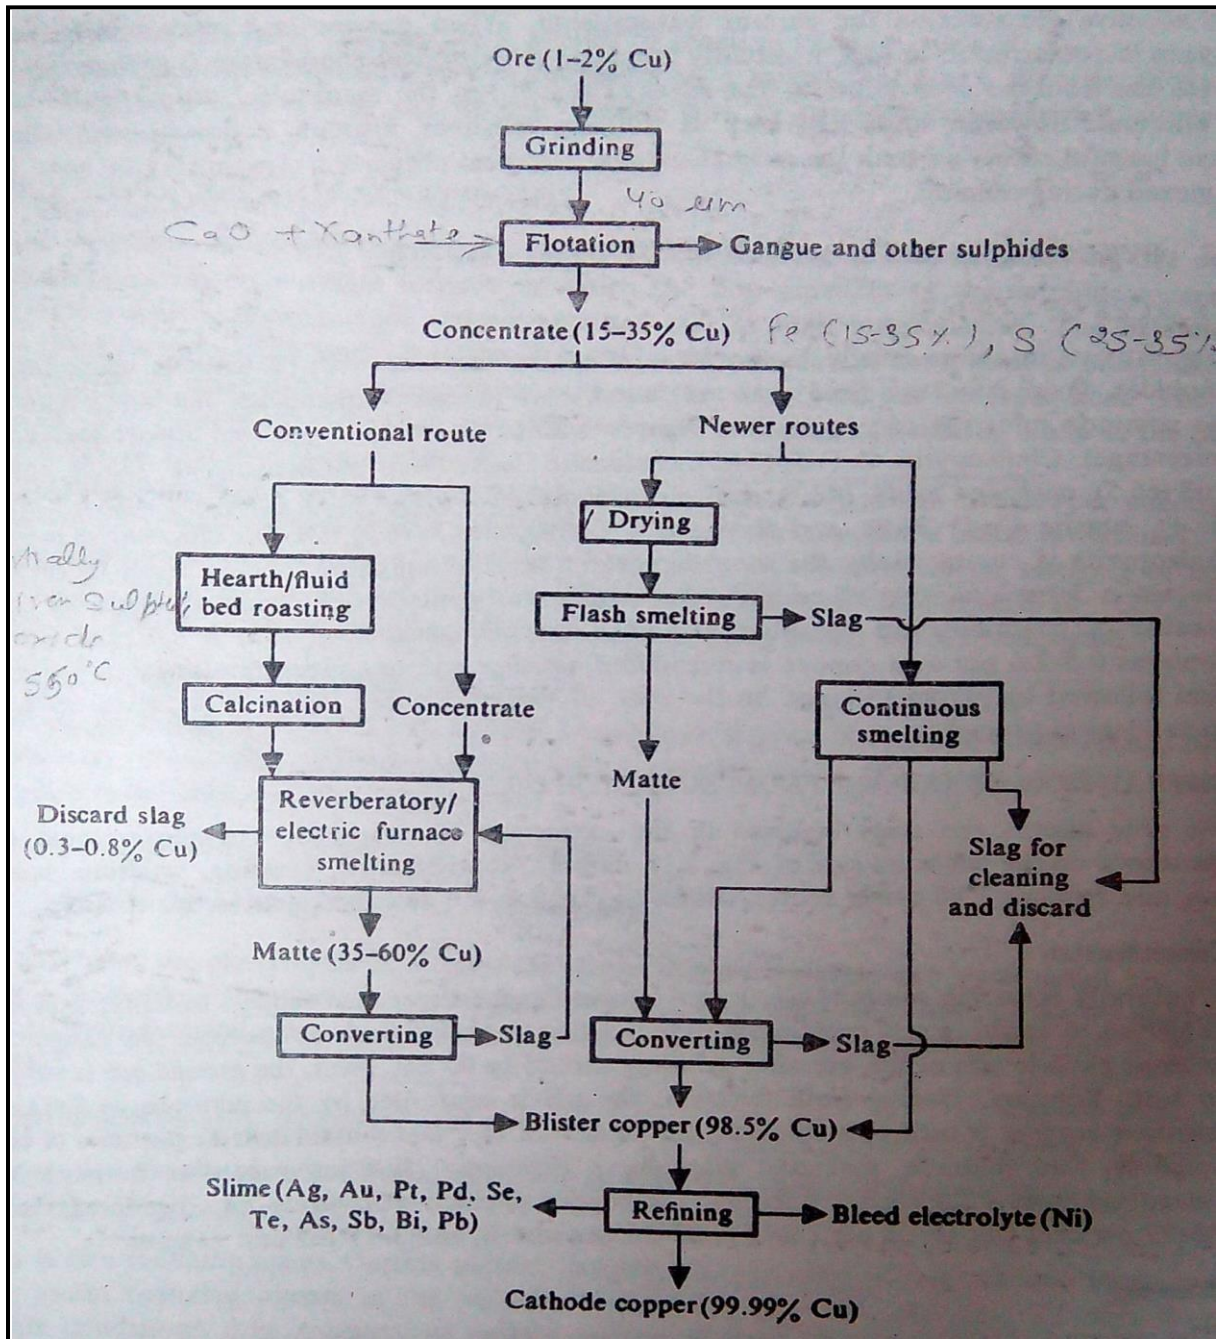 Ore (1–2% Cu)
Grinding
40 um
CaO + Xanthate
Flotation
Gangue and other sulphides
Concentrate (15–35% Cu)
Fe (15-35%), S (25-35%
Conventional route
Newer routes
Drying
Hearth/fluid
bed roasting
550°C
Flash smelting
Slag
Calcination
Concentrate
Continuous
smelting
Matte
Reverberatory/
electric furnace
smelting
Discard slag
(0.3–0.8% Cu)
Slag for
cleaning
and discard
Matte (35–60% Cu)
Converting
Slag
Converting
Slag
Blister copper (98.5% Cu)
Slime (Ag, Au, Pt, Pd, Se,
Te, As, Sb, Bi, Pb)
Refining
Bleed electrolyte (Ni)
Cathode copper (99.99% Cu)